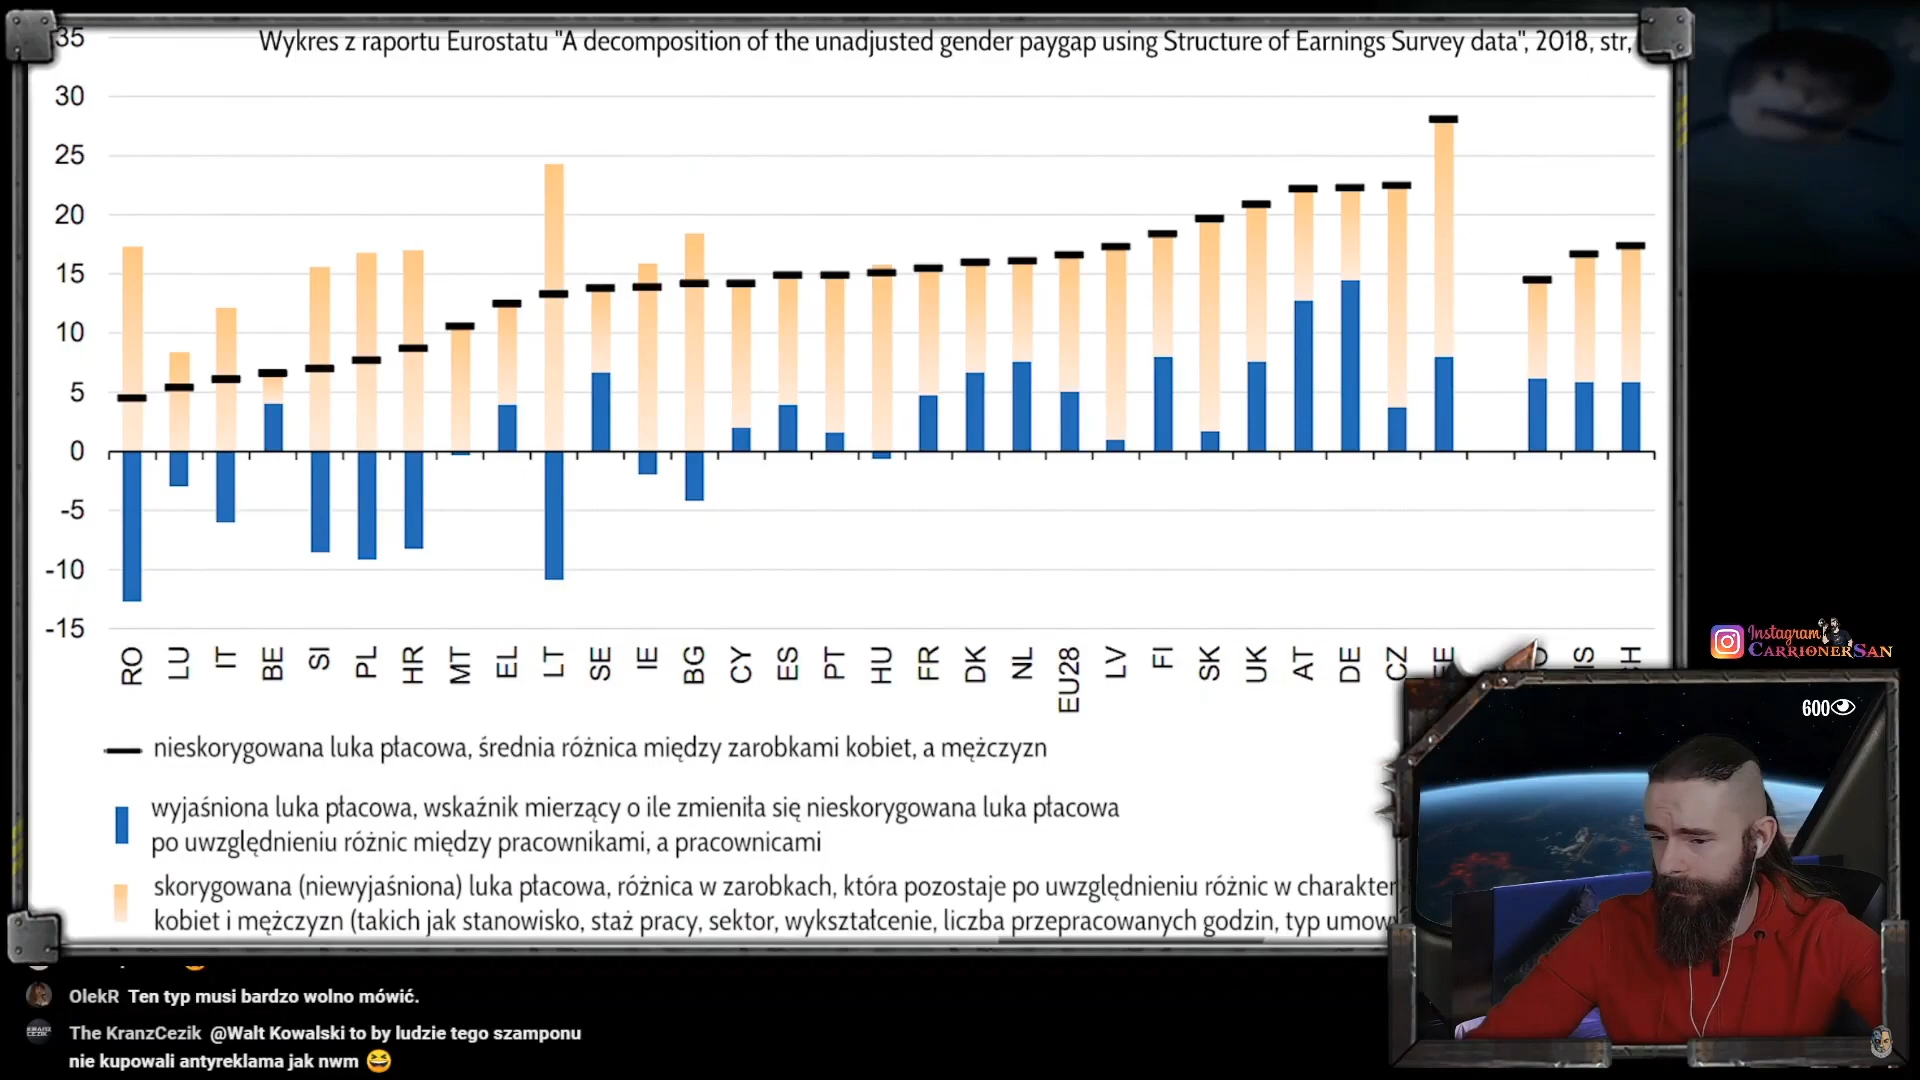 Wykres z raportu Eurostatu "A decomposition of the unadjusted gender paygap using Structure of Earnings Survey data", 2018, str,
35
30
25
20
15
10
5
0
-5
-10
-15
RO LU IT BE SI PL HR MT EL LT SE IE BG CY ES PT HU FR DK NL EU28 LV FI SK UK AT DE CZ EE IS
nieskorygowana luka płacowa, średnia różnica między zarobkami kobiet, a mężczyzn
wyjaśniona luka płacowa, wskaźnik mierzący o ile zmieniła się nieskorygowana luka płacowa
po uwzględnieniu różnic między pracownikami, a pracownicami
skorygowana (niewyjaśniona) luka płacowa, różnica w zarobkach, która pozostaje po uwzględnieniu różnic w charakter
kobiet i mężczyzn (takich jak stanowisko, staż pracy, sektor, wykształcenie, liczba przepracowanych godzin, typ umow
Instagram
CarrionerSan
600
OlekR Ten typ musi bardzo wolno mówić.
The KranzCezik @Walt Kowalski to by ludzie tego szamponu
nie kupowali antyreklama jak nwm